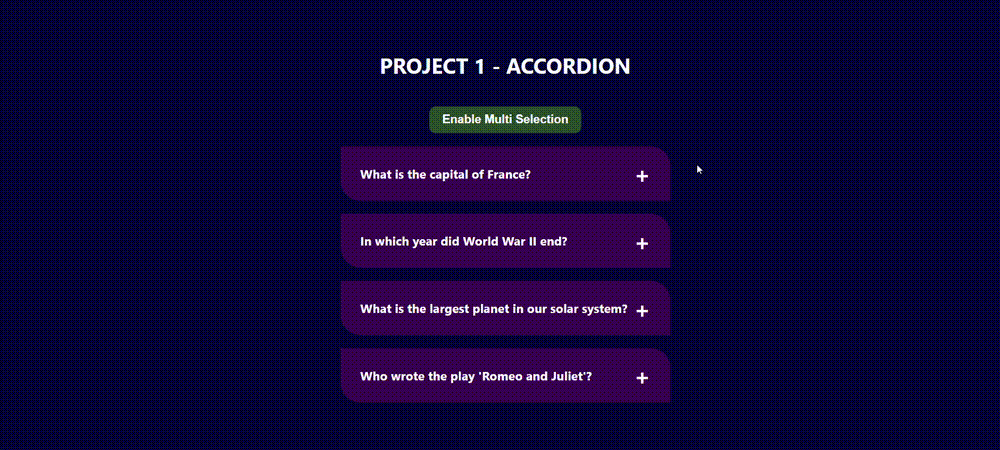 PROJECT 1 - ACCORDION
Enable Multi Selection
What is the capital of France? +
In which year did World War II end? +
What is the largest planet in our solar system? +
Who wrote the play 'Romeo and Juliet'? +